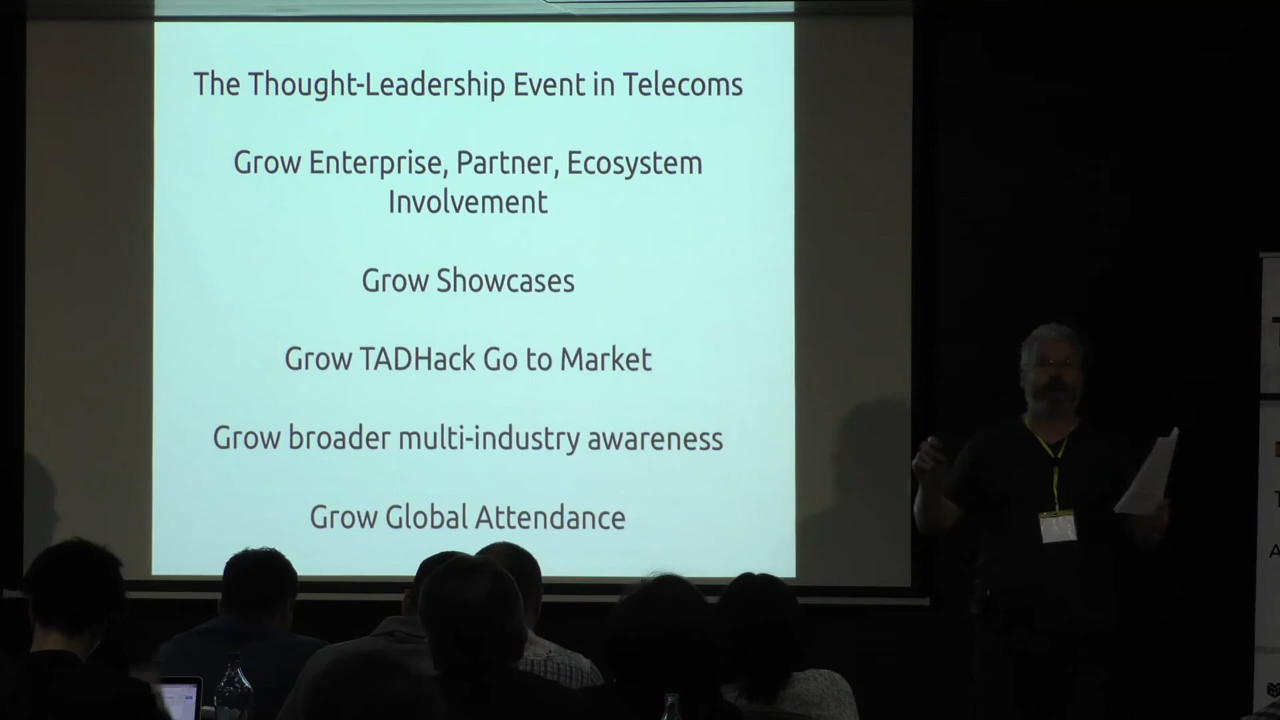 The Thought-Leadership Event in Telecoms
Grow Enterprise, Partner, Ecosystem
Involvement
Grow Showcases
Grow TADHack Go to Market
Grow broader multi-industry awareness
Grow Global Attendance